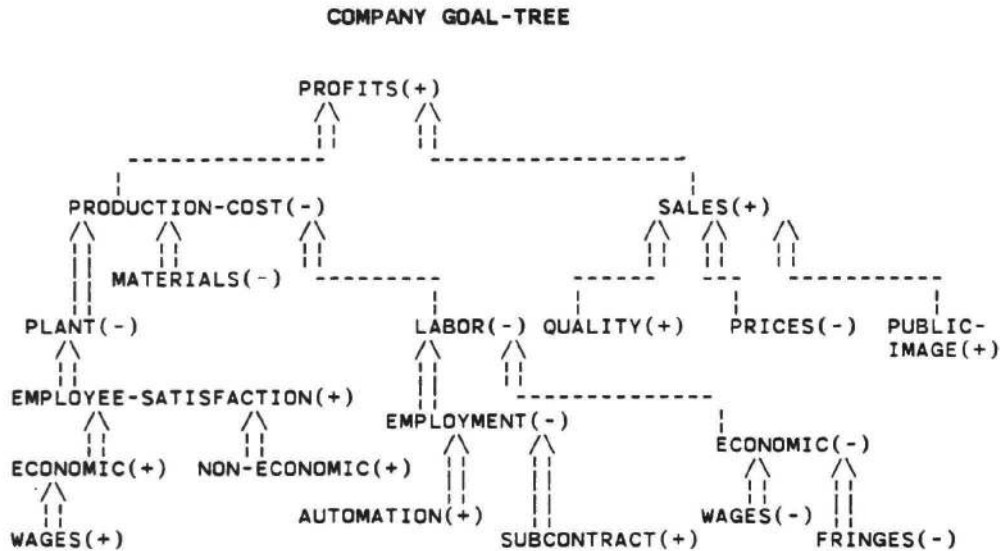 COMPANY GOAL-TREE
PROFITS(+)
PRODUCTION-COST(-) SALES(+)
MATERIALS(-)
PLANT(-) LABOR(-) QUALITY(+) PRICES(-) PUBLIC-
IMAGE(+)
EMPLOYEE-SATISFACTION(+)
EMPLOYMENT(-)
ECONOMIC(-)
ECONOMIC(+) NON-ECONOMIC(+)
AUTOMATION(+) WAGES(-)
WAGES(+) SUBCONTRACT(+) FRINGES(-)